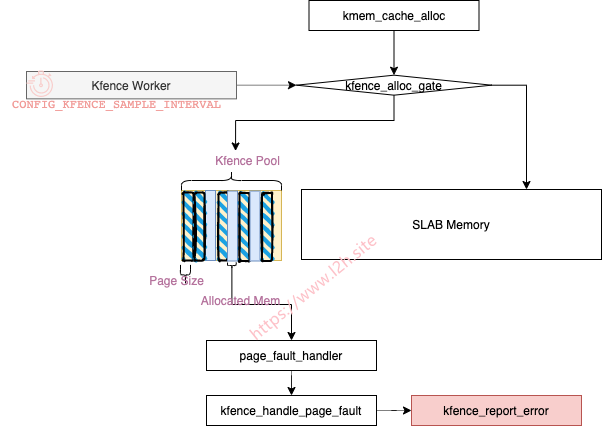 kmem_cache_alloc
Kfence Worker
kfence_alloc_gate
CONFIG_KFENCE_SAMPLE_INTERVAL
Kfence Pool
SLAB Memory
Page Size
Allocated Mem
https://www.l2h.site
page_fault_handler
kfence_handle_page_fault
kfence_report_error